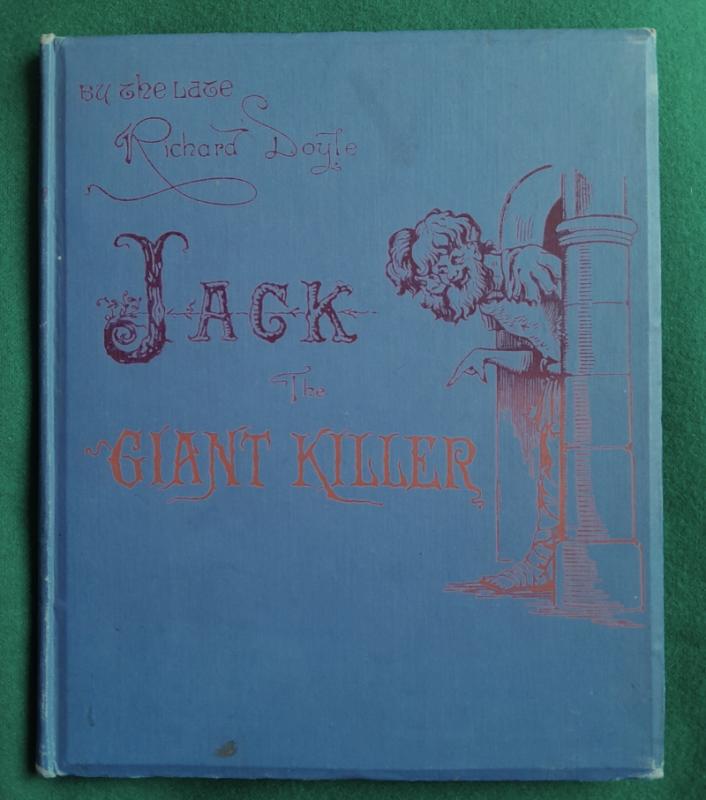 By the Late
Richard Doyle
JACK
The
GIANT KILLER